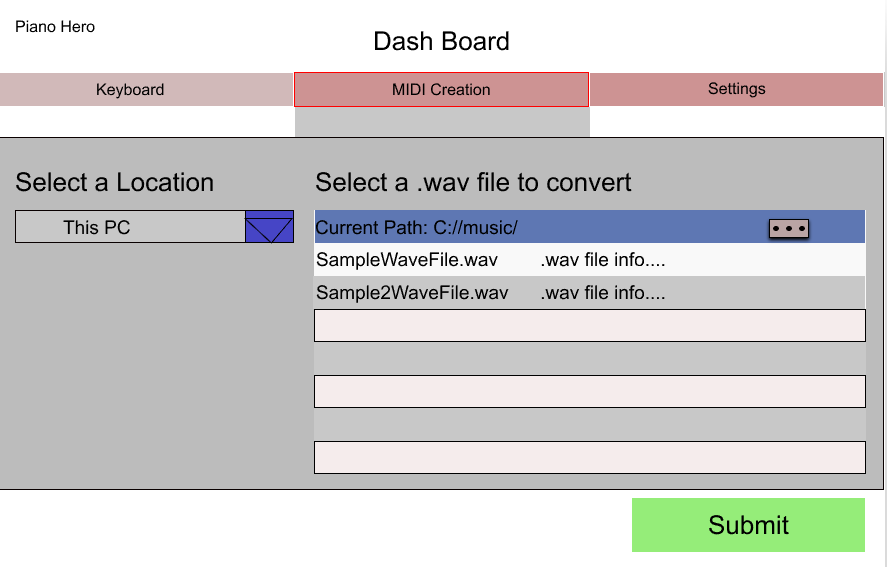 Piano Hero
Dash Board
Keyboard
MIDI Creation
Settings
Select a Location
This PC
Select a .wav file to convert
Current Path: C://music/
SampleWaveFile.wav .wav file info....
Sample2WaveFile.wav .wav file info....
Submit